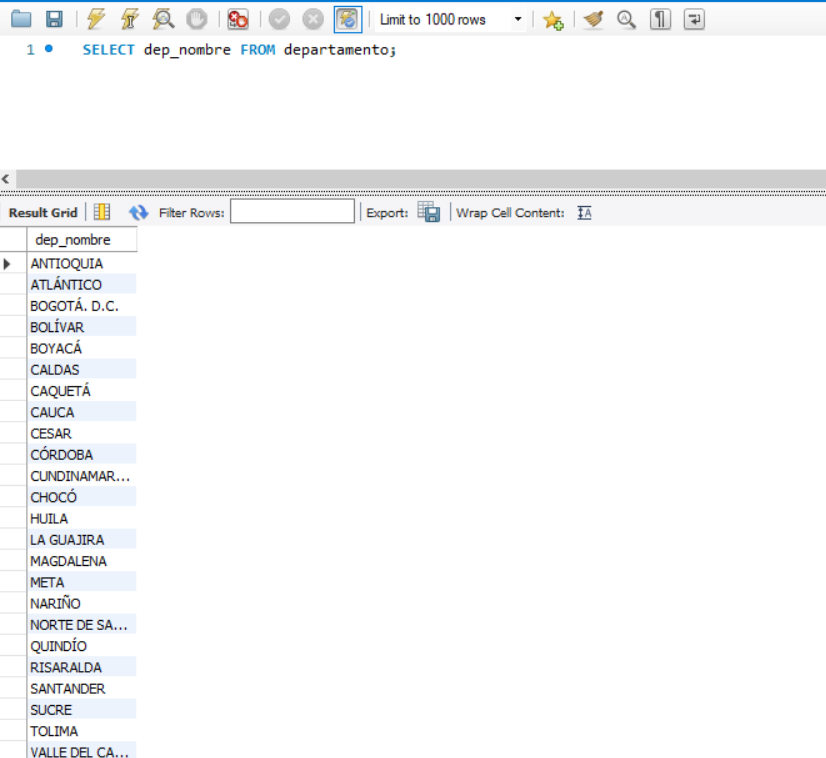 Limit to 1000 rows
1 SELECT dep_nombre FROM departamento;
Result Grid Filter Rows: Export: Wrap Cell Content: IA
dep_nombre
ANTIOQUIA
ATLÁNTICO
BOGOTÁ. D.C.
BOLÍVAR
BOYACÁ
CALDAS
CAQUETÁ
CAUCA
CESAR
CÓRDOBA
CUNDINAMAR...
CHOCÓ
HUILA
LA GUAJIRA
MAGDALENA
META
NARIÑO
NORTE DE SA...
QUINDÍO
RISARALDA
SANTANDER
SUCRE
TOLIMA
VALLE DEL CA...